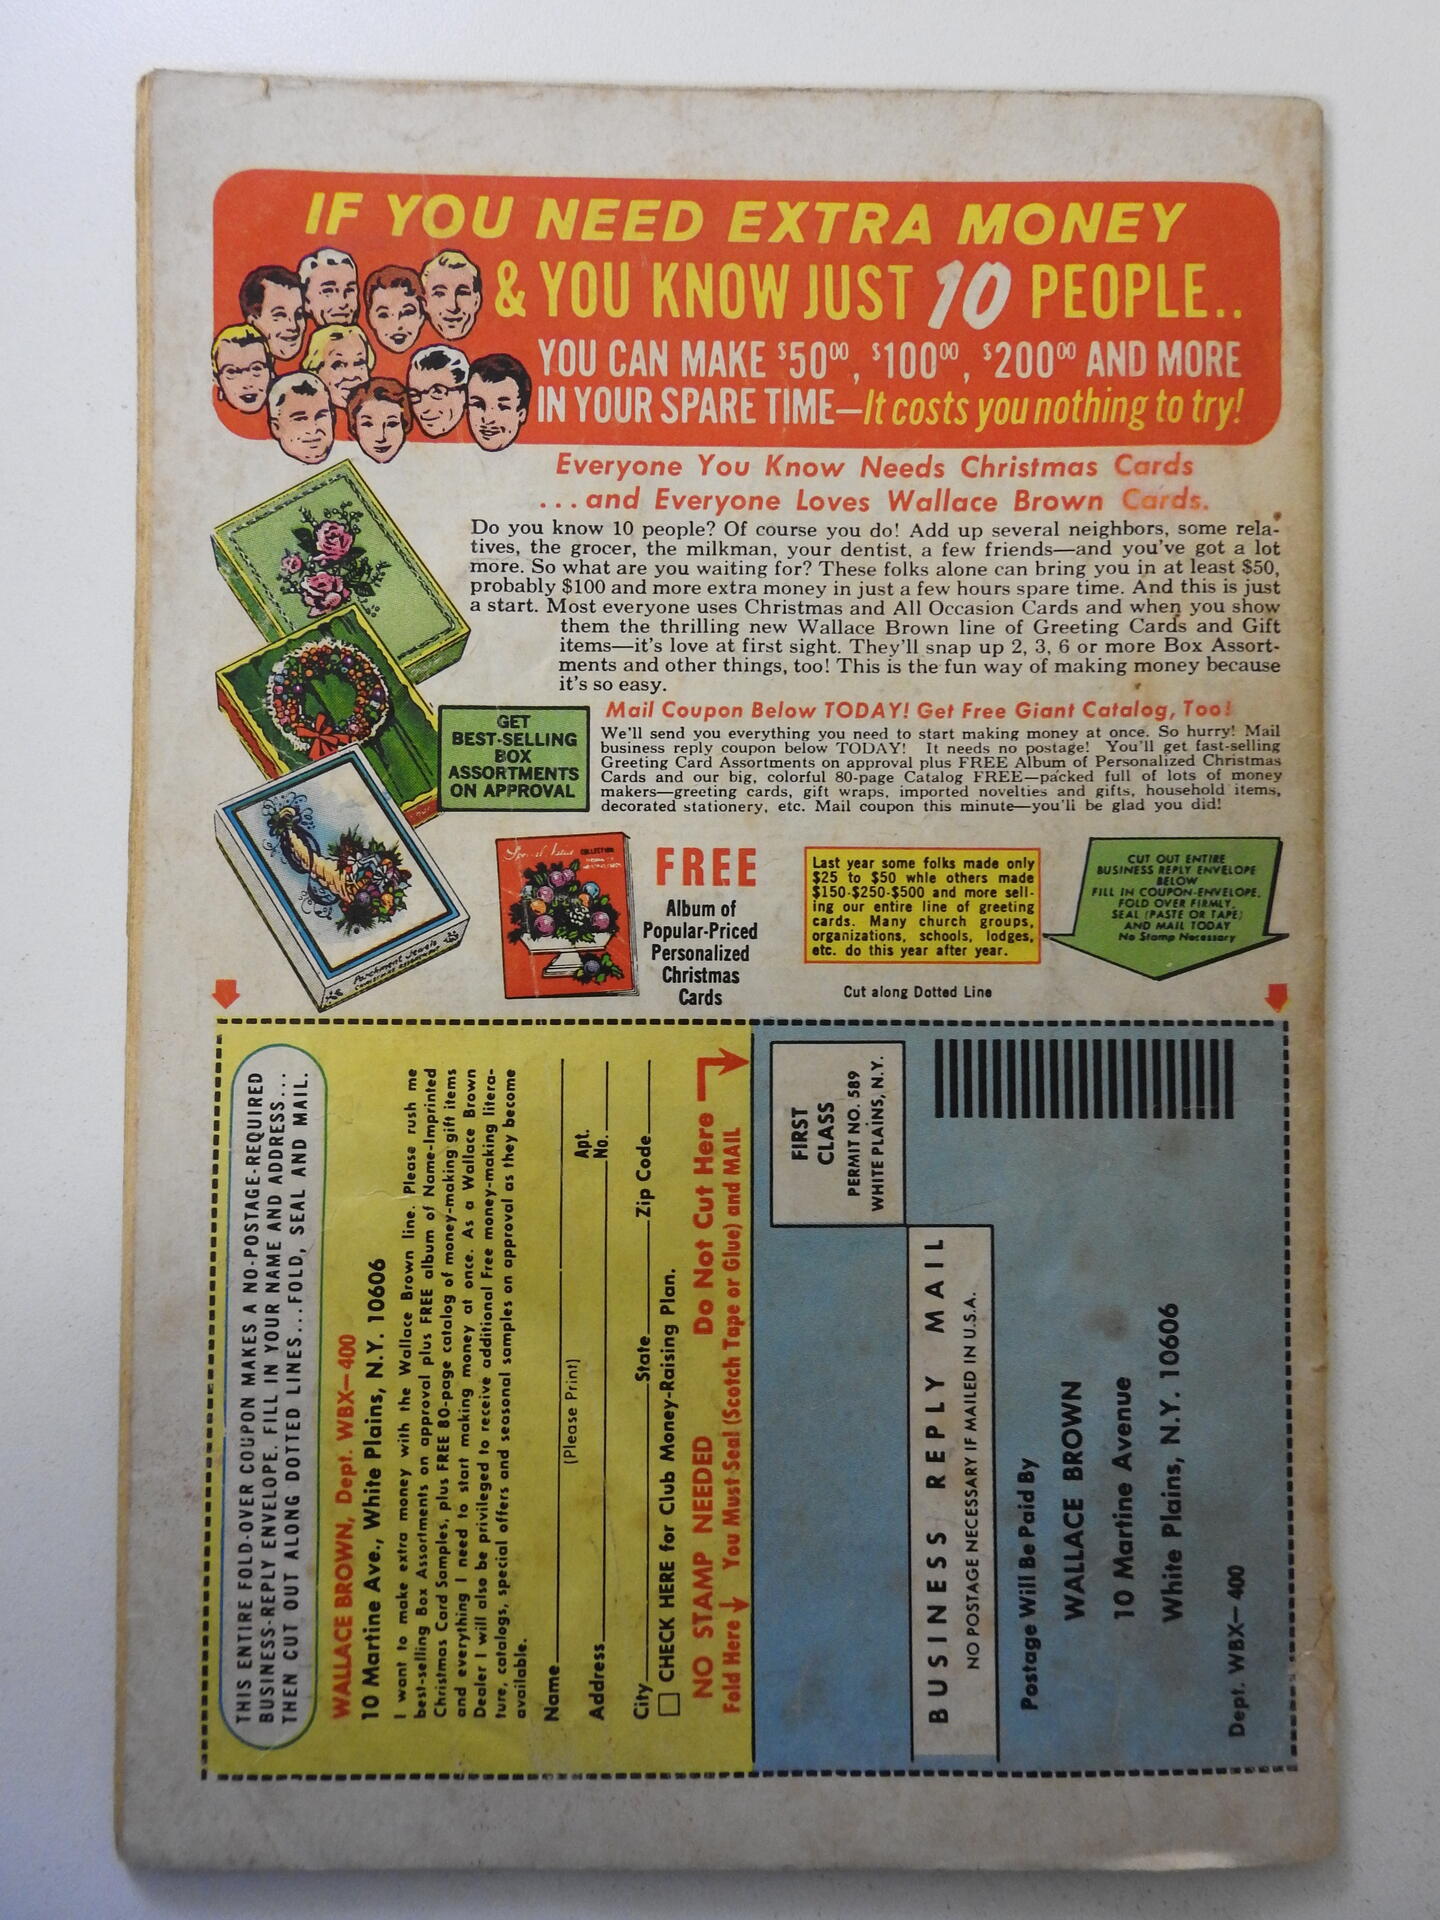 IF YOU NEED EXTRA MONEY
& YOU KNOW JUST 10 PEOPLE..
YOU CAN MAKE $50⁰⁰, $100⁰⁰, $200⁰⁰ AND MORE
IN YOUR SPARE TIME—It costs you nothing to try!
Everyone You Know Needs Christmas Cards
...and Everyone Loves Wallace Brown Cards.
Do you know 10 people? Of course you do! Add up several neighbors, some rela-
tives, the grocer, the milkman, your dentist, a few friends—and you've got a lot
more. So what are you waiting for? These folks alone can bring you in at least $50,
probably $100 and more extra money in just a few hours spare time. And this is just
a start. Most everyone uses Christmas and All Occasion Cards and when you show
them the thrilling new Wallace Brown line of Greeting Cards and Gift
items—it's love at first sight. They'll snap up 2, 3, 6 or more Box Assort-
ments and other things, too! This is the fun way of making money because
it's so easy.
GET
BEST-SELLING
BOX
ASSORTMENTS
ON APPROVAL
Mail Coupon Below TODAY! Get Free Giant Catalog, Too!
We'll send you everything you need to start making money at once. So hurry! Mail
business reply coupon below TODAY! It needs no postage! You'll get fast-selling
Greeting Card Assortments on approval plus FREE Album of Personalized Christmas
Cards and our big, colorful 80-page Catalog FREE—packed full of lots of money
makers—greeting cards, gift wraps, imported novelties and gifts, household items,
decorated stationery, etc. Mail coupon this minute—you'll be glad you did!
Parchment Jewels
COLLECTION
FREE
Album of
Popular-Priced
Personalized
Christmas
Cards
Last year some folks made only
$25 to $50 whle others made
$150-$250-$500 and more sell-
ing our entire line of greeting
cards. Many church groups,
organizations, schools, lodges,
etc. do this year after year.
CUT OUT ENTIRE
BUSINESS REPLY ENVELOPE
BELOW
FILL IN COUPON-ENVELOPE.
FOLD OVER FIRMLY.
SEAL (PASTE OR TAPE)
AND MAIL TODAY
No Stamp Necessary
Cut along Dotted Line
THIS ENTIRE FOLD-OVER COUPON MAKES A NO-POSTAGE-REQUIRED
BUSINESS-REPLY ENVELOPE. FILL IN YOUR NAME AND ADDRESS...
THEN CUT OUT ALONG DOTTED LINES...FOLD, SEAL AND MAIL.
WALLACE BROWN, Dept. WBX—400
10 Martine Ave., White Plains, N.Y. 10606
I want to make extra money with the Wallace Brown line. Please rush me
best-selling Box Assortments on approval plus FREE album of Name-Imprinted
Christmas Card Samples, plus FREE 80-page catalog of money-making gift items
and everything I need to start making money at once. As a Wallace Brown
Dealer I will also be privileged to receive additional Free money-making litera-
ture, catalogs, special offers and seasonal samples on approval as they become
available.
Name
(Please Print)
Address
Apt.
No.
City State Zip Code
CHECK HERE for Club Money-Raising Plan.
NO STAMP NEEDED Do Not Cut Here
Fold Here You Must Seal (Scotch Tape or Glue) and MAIL
FIRST
CLASS
PERMIT NO. 589
WHITE PLAINS, N.Y.
BUSINESS REPLY MAIL
NO POSTAGE NECESSARY IF MAILED IN U.S.A.
Postage Will Be Paid By
WALLACE BROWN
10 Martine Avenue
White Plains, N.Y. 10606
Dept. WBX—400